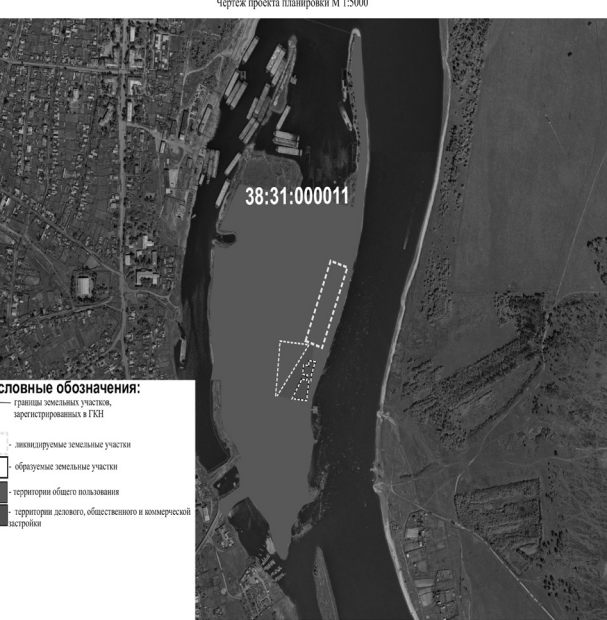 Чертеж проекта планировки М 1:5000
38:31:000011
словные обозначения:
границы земельных участков,
зарегистрированных в ГКН
- ликвидируемые земельные участки
- образуемые земельные участки
- территории общего пользования
- территории делового, общественного и коммерческой
застройки